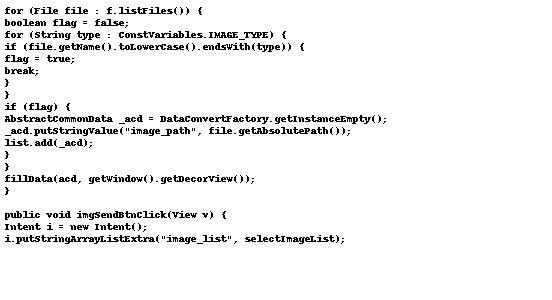 for (File file : f.listFiles()) {
boolean flag = false;
for (String type : ConstVariables.IMAGE_TYPE) {
if (file.getName().toLowerCase().endsWith(type)) {
flag = true;
break;
}
}
if (flag) {
AbstractCommonData _acd = DataConvertFactory.getInstanceEmpty();
_acd.putStringValue("image_path", file.getAbsolutePath());
list.add(_acd);
}
}
fillData(acd, getWindow().getDecorView());
}
public void imgSendBtnClick(View v) {
Intent i = new Intent();
i.putStringArrayListExtra("image_list", selectImageList);